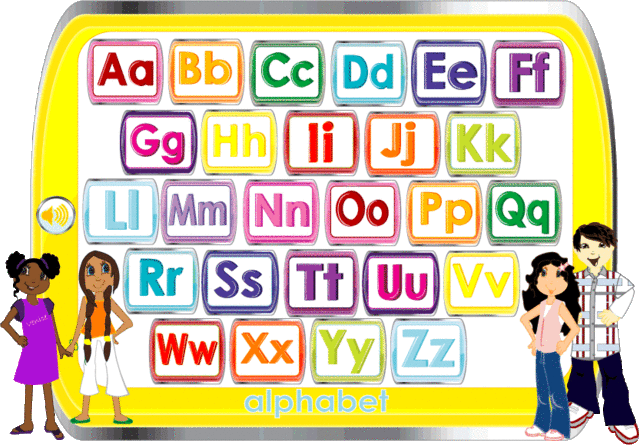 Aa Bb Cc Dd Ee Ff
Gg Hh Ii Jj Kk
Ll Mm Nn Oo Pp Qq
Rr Ss Tt Uu Vv
Ww Xx Yy Zz
alphabet